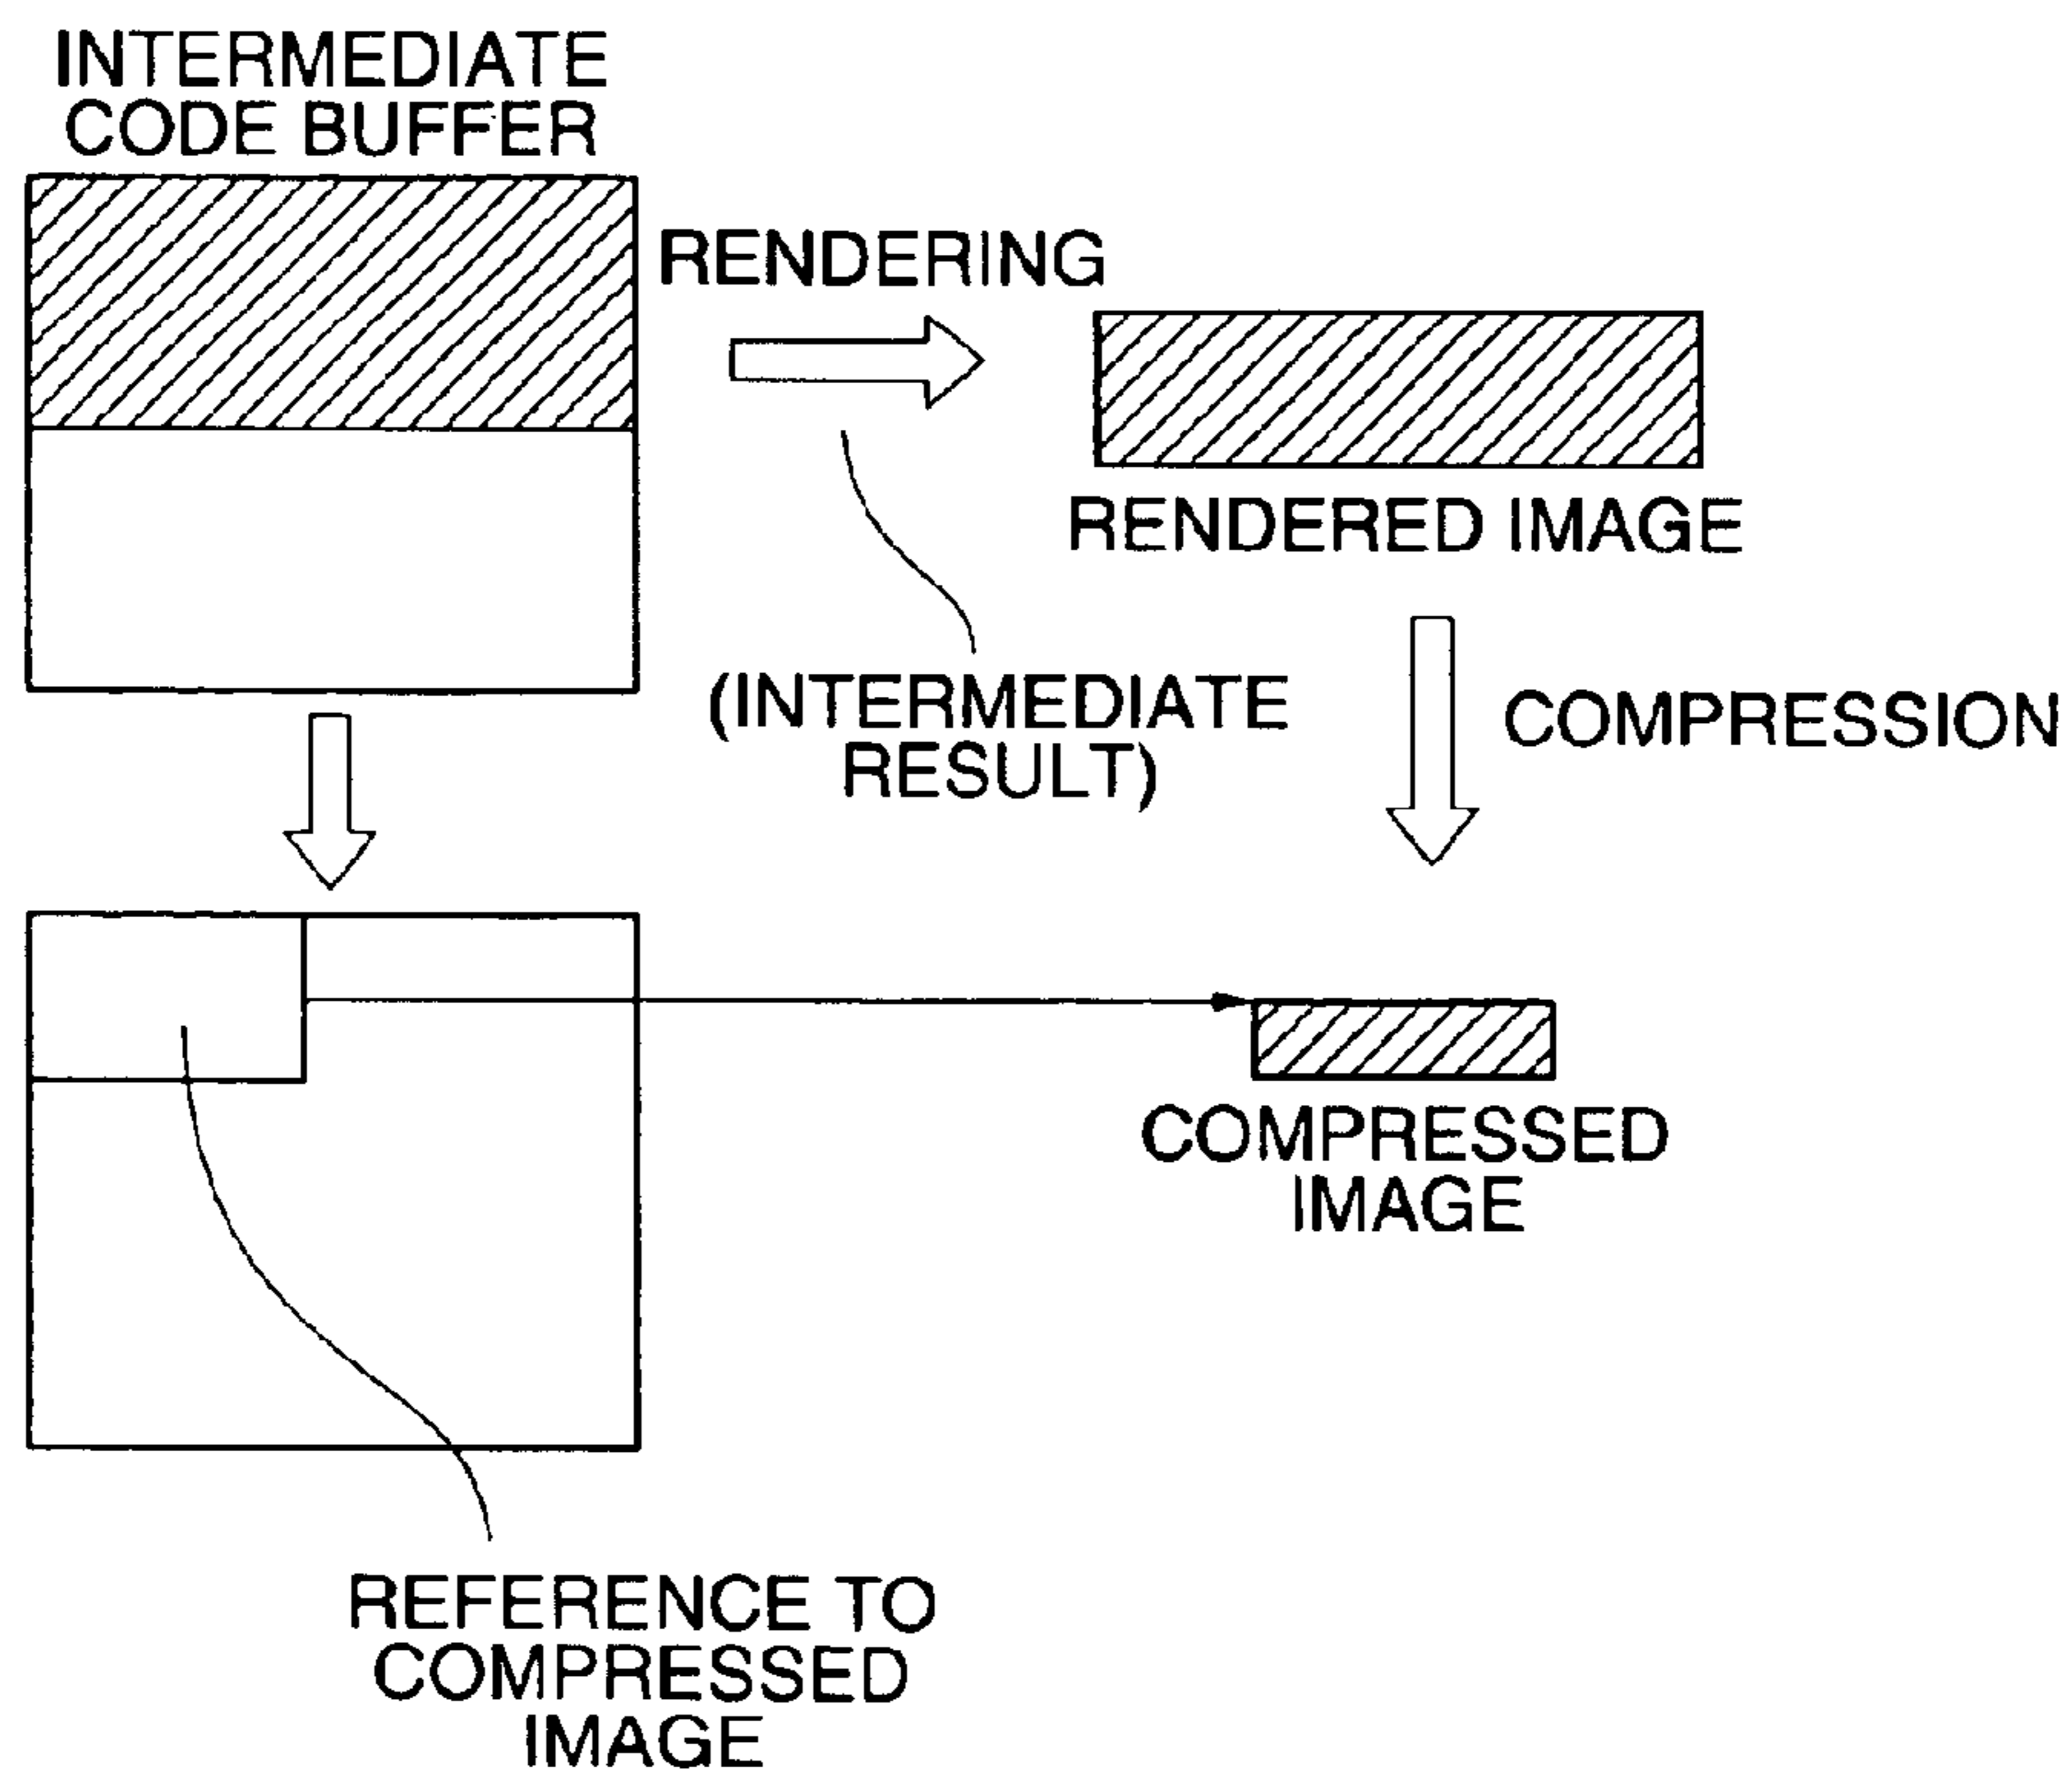 INTERMEDIATE
CODE BUFFER
RENDERING
RENDERED IMAGE
(INTERMEDIATE
RESULT)
COMPRESSION
COMPRESSED
IMAGE
REFERENCE TO
COMPRESSED
IMAGE